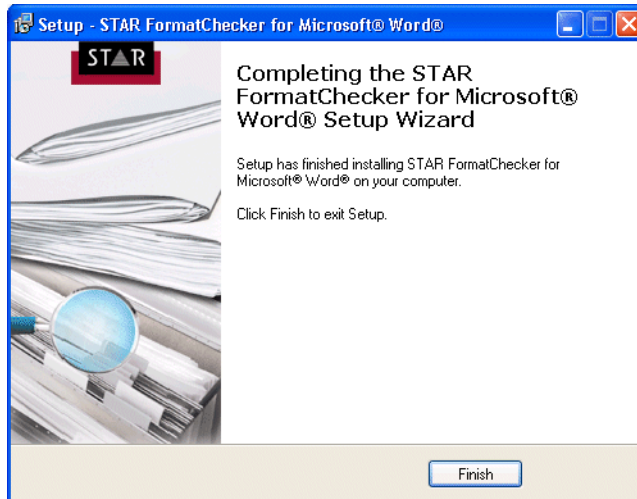 Setup - STAR FormatChecker for Microsoft® Word®
STAR
Completing the STAR
FormatChecker for Microsoft®
Word® Setup Wizard
Setup has finished installing STAR FormatChecker for
Microsoft® Word® on your computer.
Click Finish to exit Setup.
Finish